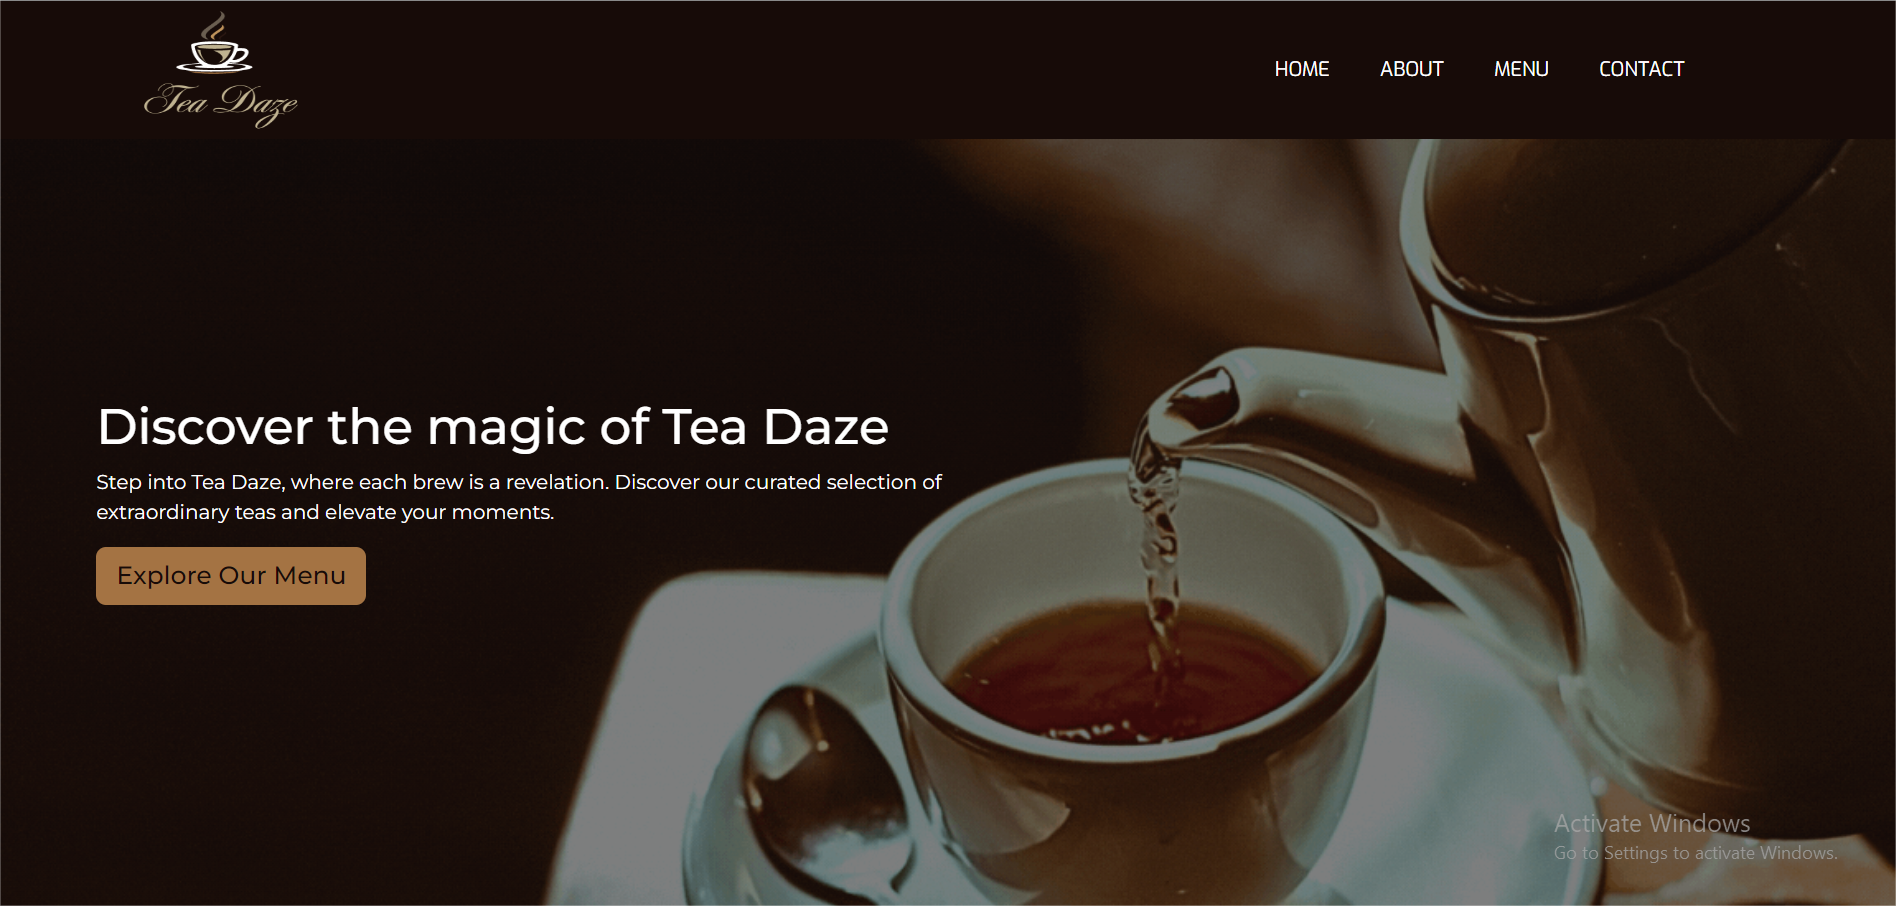 Tea Daze
HOME ABOUT MENU CONTACT
Discover the magic of Tea Daze
Step into Tea Daze, where each brew is a revelation. Discover our curated selection of
extraordinary teas and elevate your moments.
Explore Our Menu
Activate Windows
Go to Settings to activate Windows.